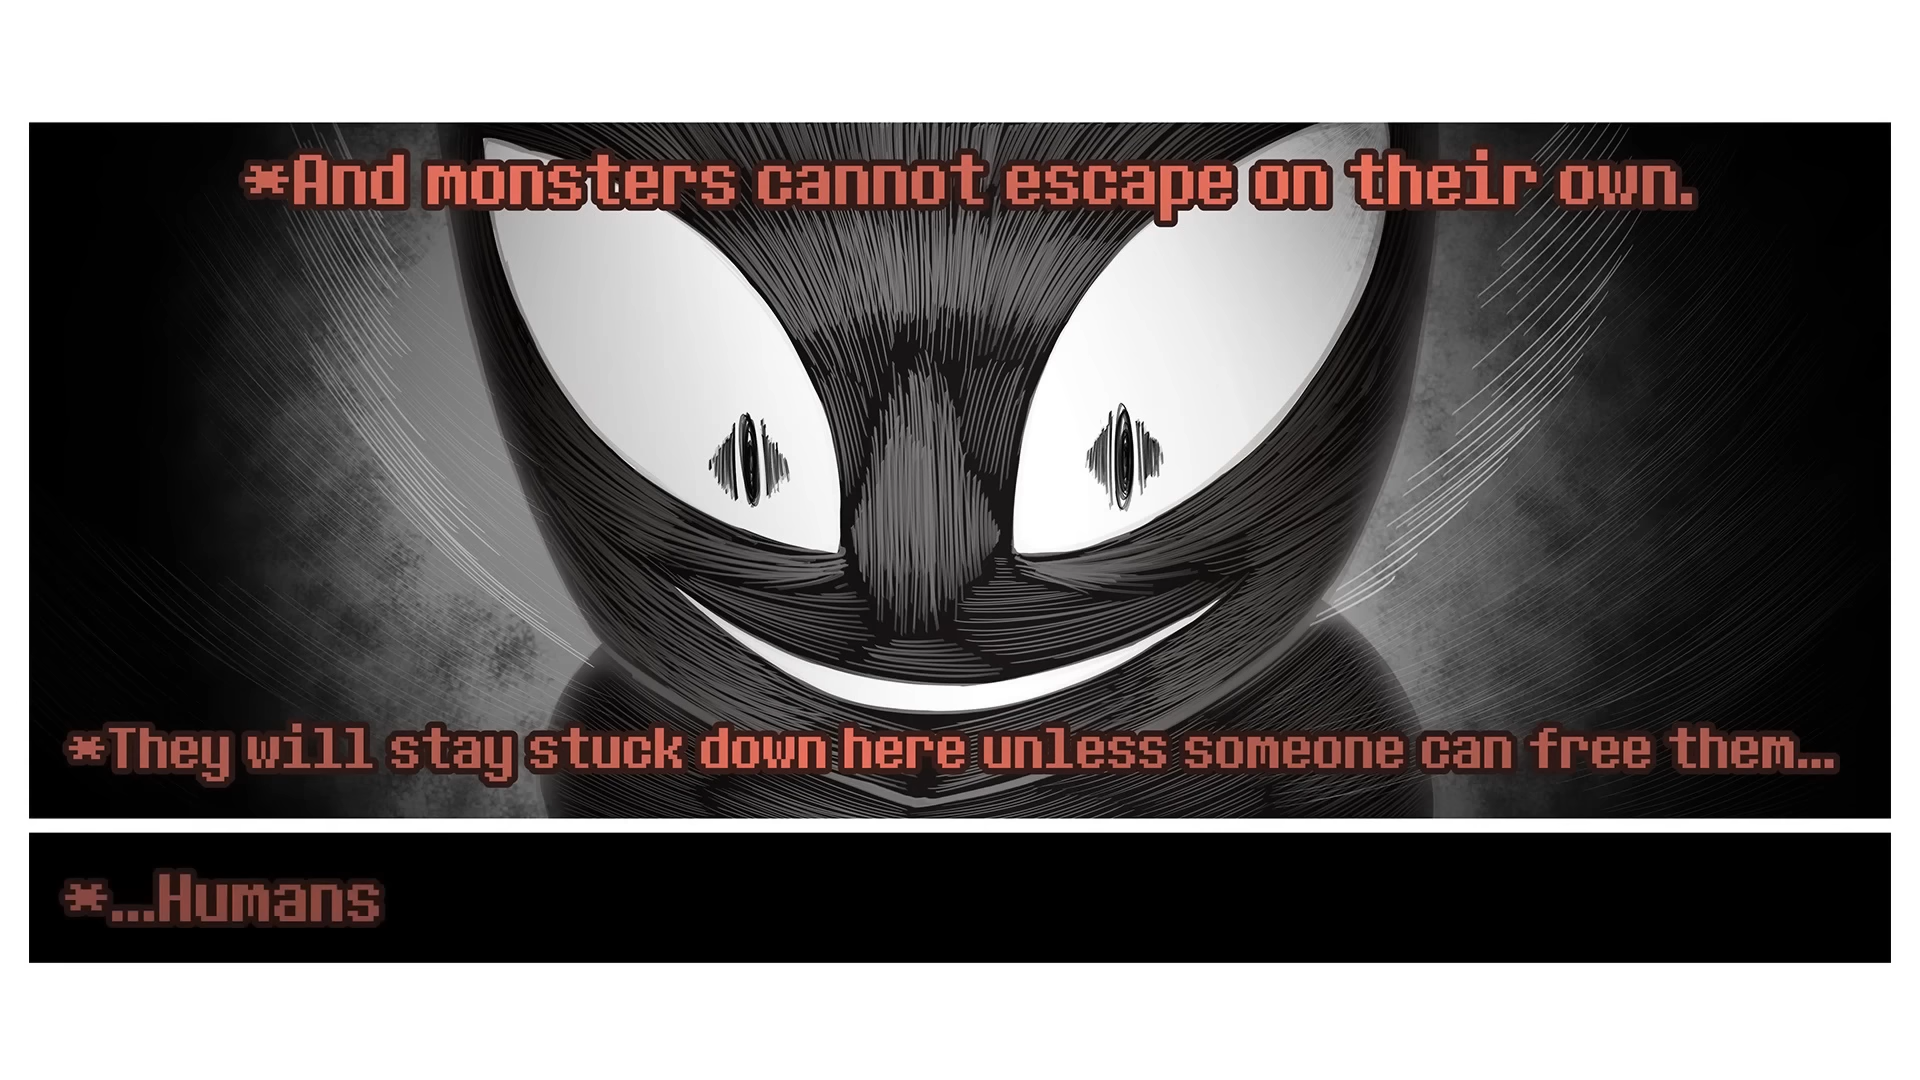 *And monsters cannot escape on their own.
*They will stay stuck down here unless someone can free them...
*...Humans